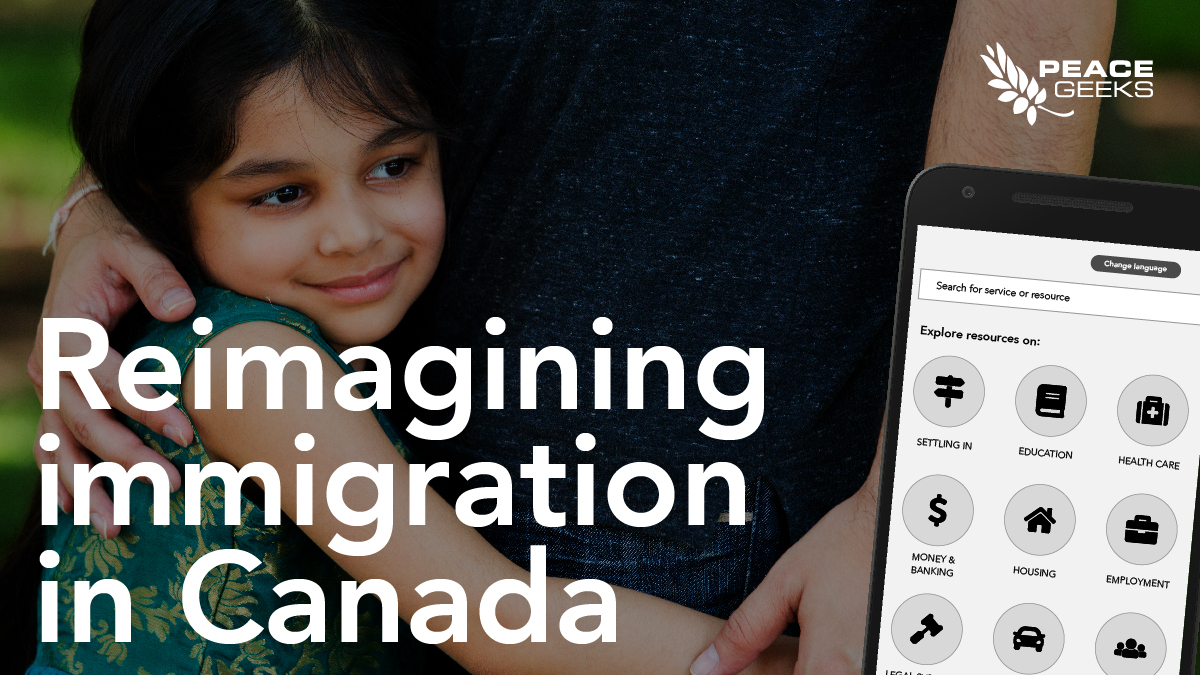 PEACE
GEEKS
Reimagining
immigration
in Canada
Change language
Search for service or resource
Explore resources on:
SETTLING IN
EDUCATION
HEALTH CARE
MONEY &
BANKING
HOUSING
EMPLOYMENT
LEGAL